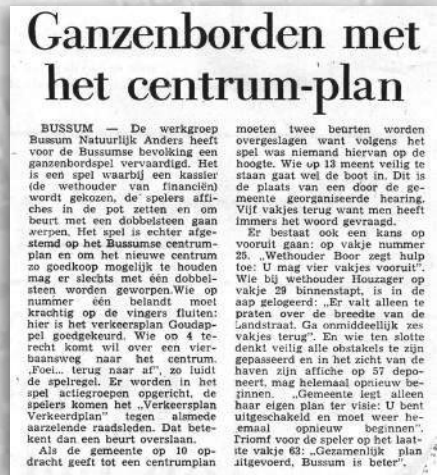 Ganzenborden met
het centrum-plan
BUSSUM — De werkgroep
Bussum Natuurlijk Anders heeft
voor de Bussumse bevolking een
ganzenbordspel vervaardigd. Het
is een spel waarbij een kassier
(de wethouder van financiën)
wordt gekozen, de spelers affi-
ches in de pot zetten en om
beurt met een dobbelsteen gaan
werpen. Het spel is echter afge-
stemd op het Bussumse centrum-
plan en om het nieuwe centrum
zo goedkoop mogelijk te houden
mag er slechts met één dobbel-
steen worden geworpen.Wie op
nummer één belandt moet
krachtig op de vingers fluiten:
hier is het verkeersplan Goudap-
pel goedgekeurd. Wie op 4 te-
recht komt wil over een vier-
baansweg naar het centrum.
„Foei... terug naar af", zo luidt
de spelregel. Er worden in het
spel actiegroepen opgericht, de
spelers komen het „Verkeersplan
Verkeerdplan" tegen alsmede
aarzelende raadsleden. Dat bete-
kent dan een beurt overslaan.
Als de gemeente op 10 op-
dracht geeft tot een centrumplan
moeten twee beurten worden
overgeslagen want volgens het
spel was niemand hiervan op de
hoogte. Wie op 13 meent veilig te
staan gaat wel de boot in. Dit is
de plaats van een door de ge-
meente georganiseerde hearing.
Vijf vakjes terug want men heeft
immers het woord gevraagd.
Er bestaat ook een kans op
vooruit gaan: op vakje nummer
25. „Wethouder Boor zegt hulp
toe: U mag vier vakjes vooruit".
Wie bij wethouder Houzager op
vakje 29 binnenstapt, is in de
aap gelogeerd: „Er valt alleen te
praten over de breedte van de
Landstraat. Ga onmiddellijk zes
vakjes terug". En wie ten slotte
denkt veilig alle obstakels te zijn
gepasseerd en in het zicht van de
haven zijn affiche op 57 depo-
neert, mag helemaal opnieuw be-
ginnen. „Gemeente legt alleen
haar eigen plan ter visie: U bent
uitgeschakeld en moet weer he-
emaal opnieuw beginnen".
Triomf voor de speler op het laat-
ste vakje 63: „Gezamenlijk plan
uitgevoerd, Bussum is beter".